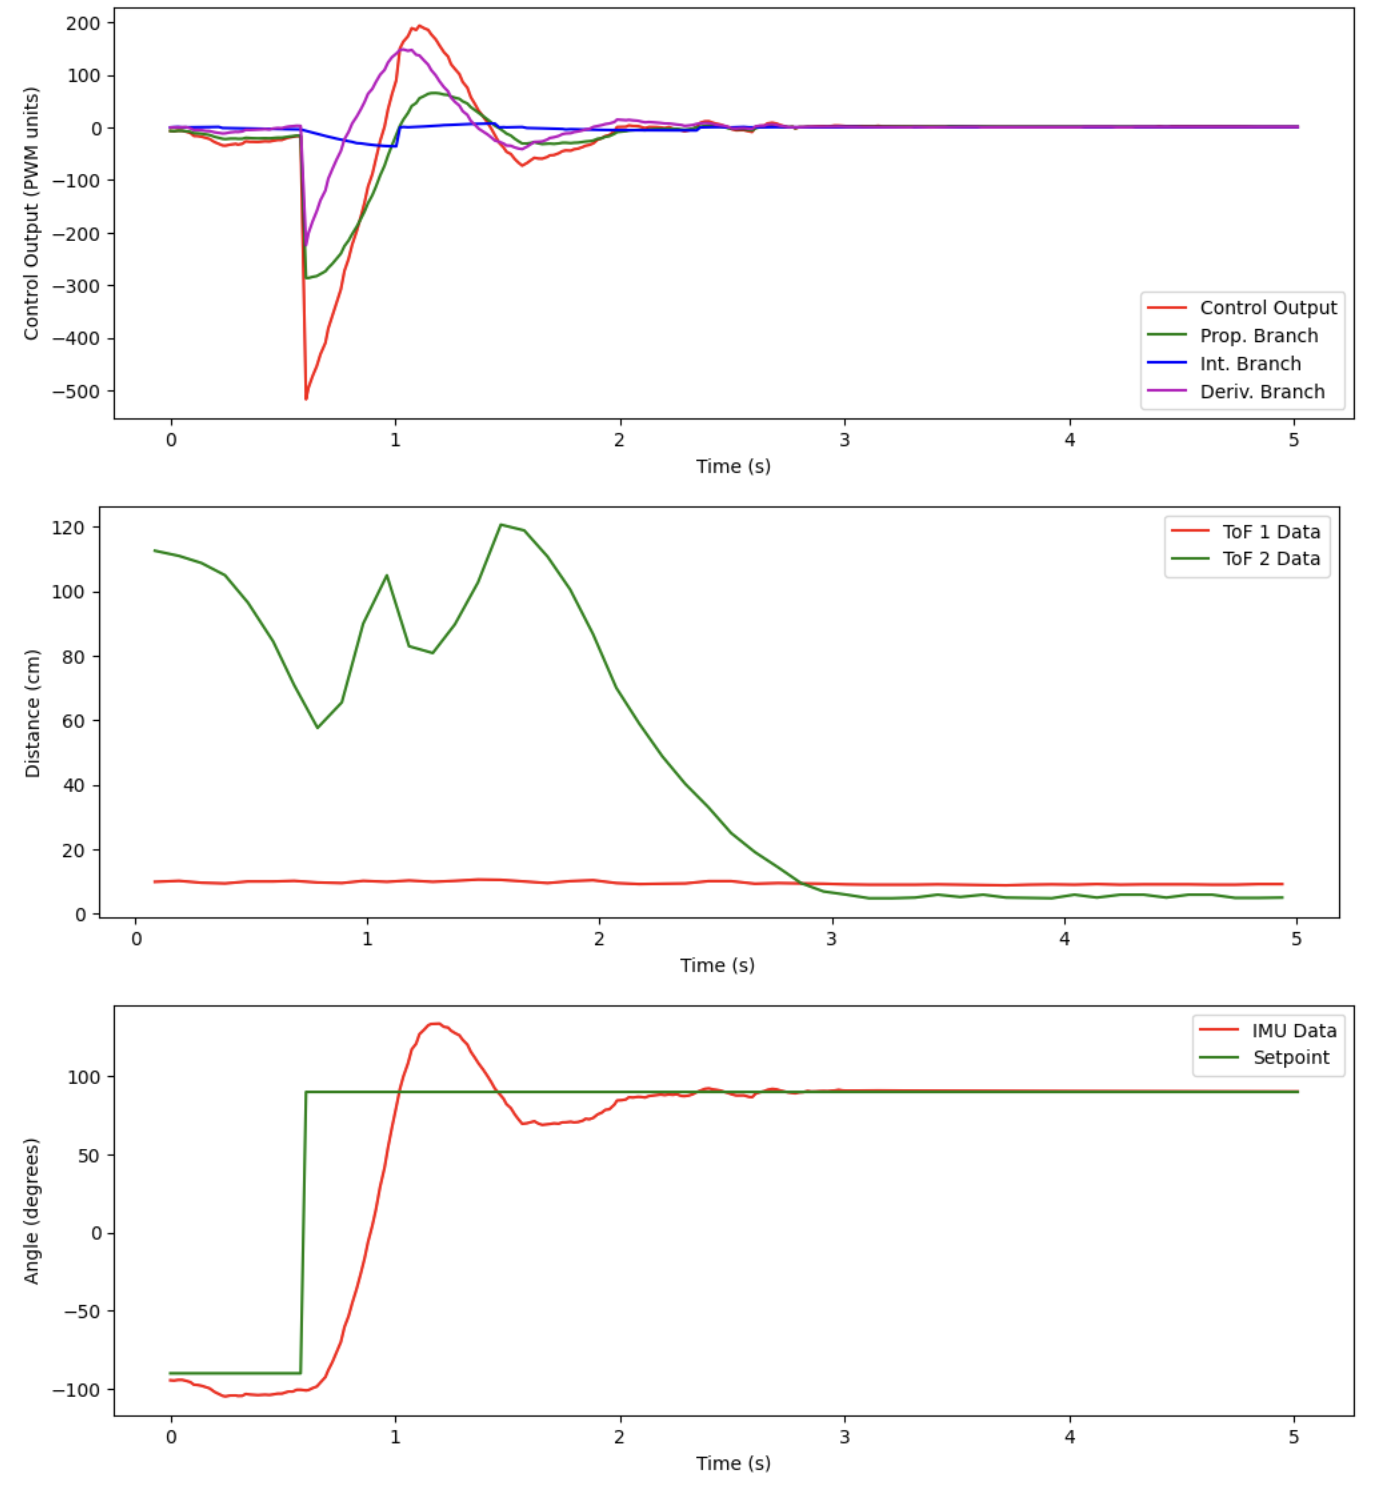 200
100
0
−100
−200
−300
−400
−500
Control Output (PWM units)
Control Output
Prop. Branch
Int. Branch
Deriv. Branch
0 1 2 3 4 5
Time (s)
120
100
80
60
40
20
0
Distance (cm)
ToF 1 Data
ToF 2 Data
0 1 2 3 4 5
Time (s)
100
50
0
−50
−100
Angle (degrees)
IMU Data
Setpoint
0 1 2 3 4 5
Time (s)